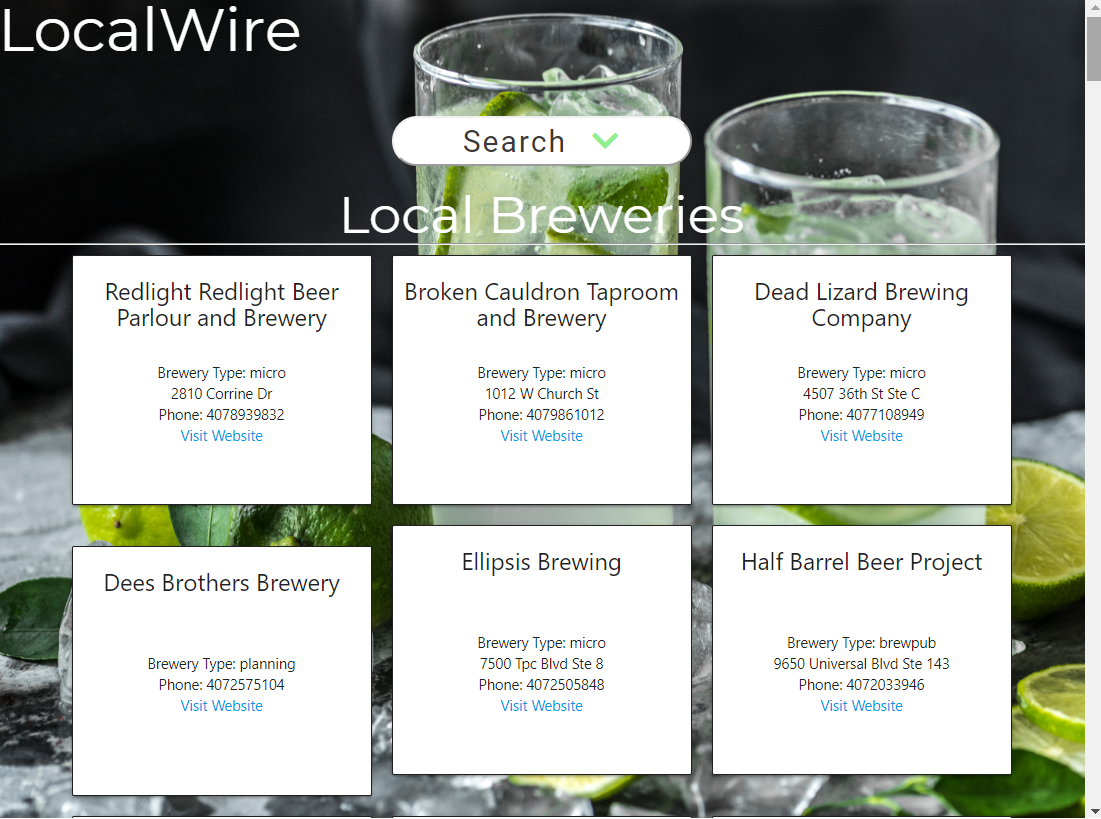 LocalWire
Search
Local Breweries
Redlight Redlight Beer
Parlour and Brewery
Brewery Type: micro
2810 Corrine Dr
Phone: 4078939832
Visit Website
Broken Cauldron Taproom
and Brewery
Brewery Type: micro
1012 W Church St
Phone: 4079861012
Visit Website
Dead Lizard Brewing
Company
Brewery Type: micro
4507 36th St Ste C
Phone: 4077108949
Visit Website
Dees Brothers Brewery
Brewery Type: planning
Phone: 4072575104
Visit Website
Ellipsis Brewing
Brewery Type: micro
7500 Tpc Blvd Ste 8
Phone: 4072505848
Visit Website
Half Barrel Beer Project
Brewery Type: brewpub
9650 Universal Blvd Ste 143
Phone: 4072033946
Visit Website